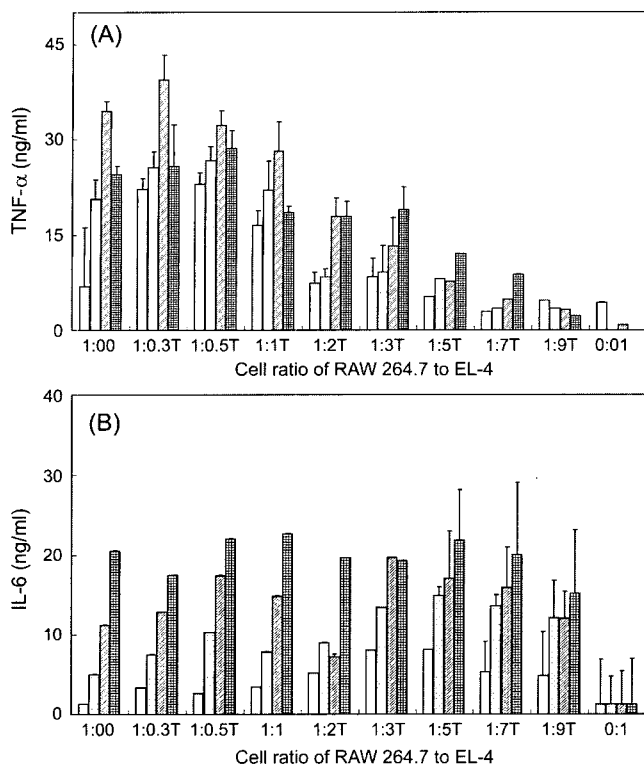 (A)
TNF-α (ng/ml)
45
30
15
0
1:00 1:0.3T 1:0.5T 1:1T 1:2T 1:3T 1:5T 1:7T 1:9T 0:01
Cell ratio of RAW 264.7 to EL-4
(B)
IL-6 (ng/ml)
40
30
20
10
0
1:00 1:0.3T 1:0.5T 1:1 1:2T 1:3T 1:5T 1:7T 1:9T 0:1
Cell ratio of RAW 264.7 to EL-4